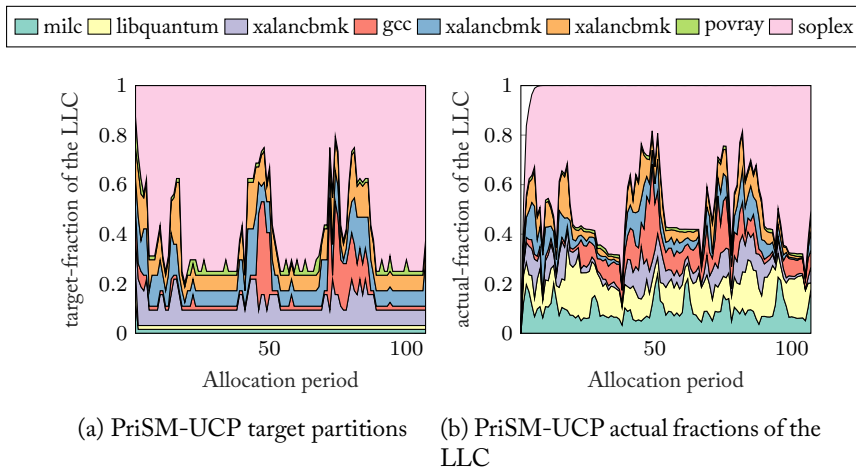 milc libquantum xalancbmk gcc xalancbmk xalancbmk povray soplex
target-fraction of the LLC
1
0.8
0.6
0.4
0.2
0
50 100
Allocation period
(a) PriSM-UCP target partitions
actual-fraction of the LLC
1
0.8
0.6
0.4
0.2
0
50 100
Allocation period
(b) PriSM-UCP actual fractions of the
LLC